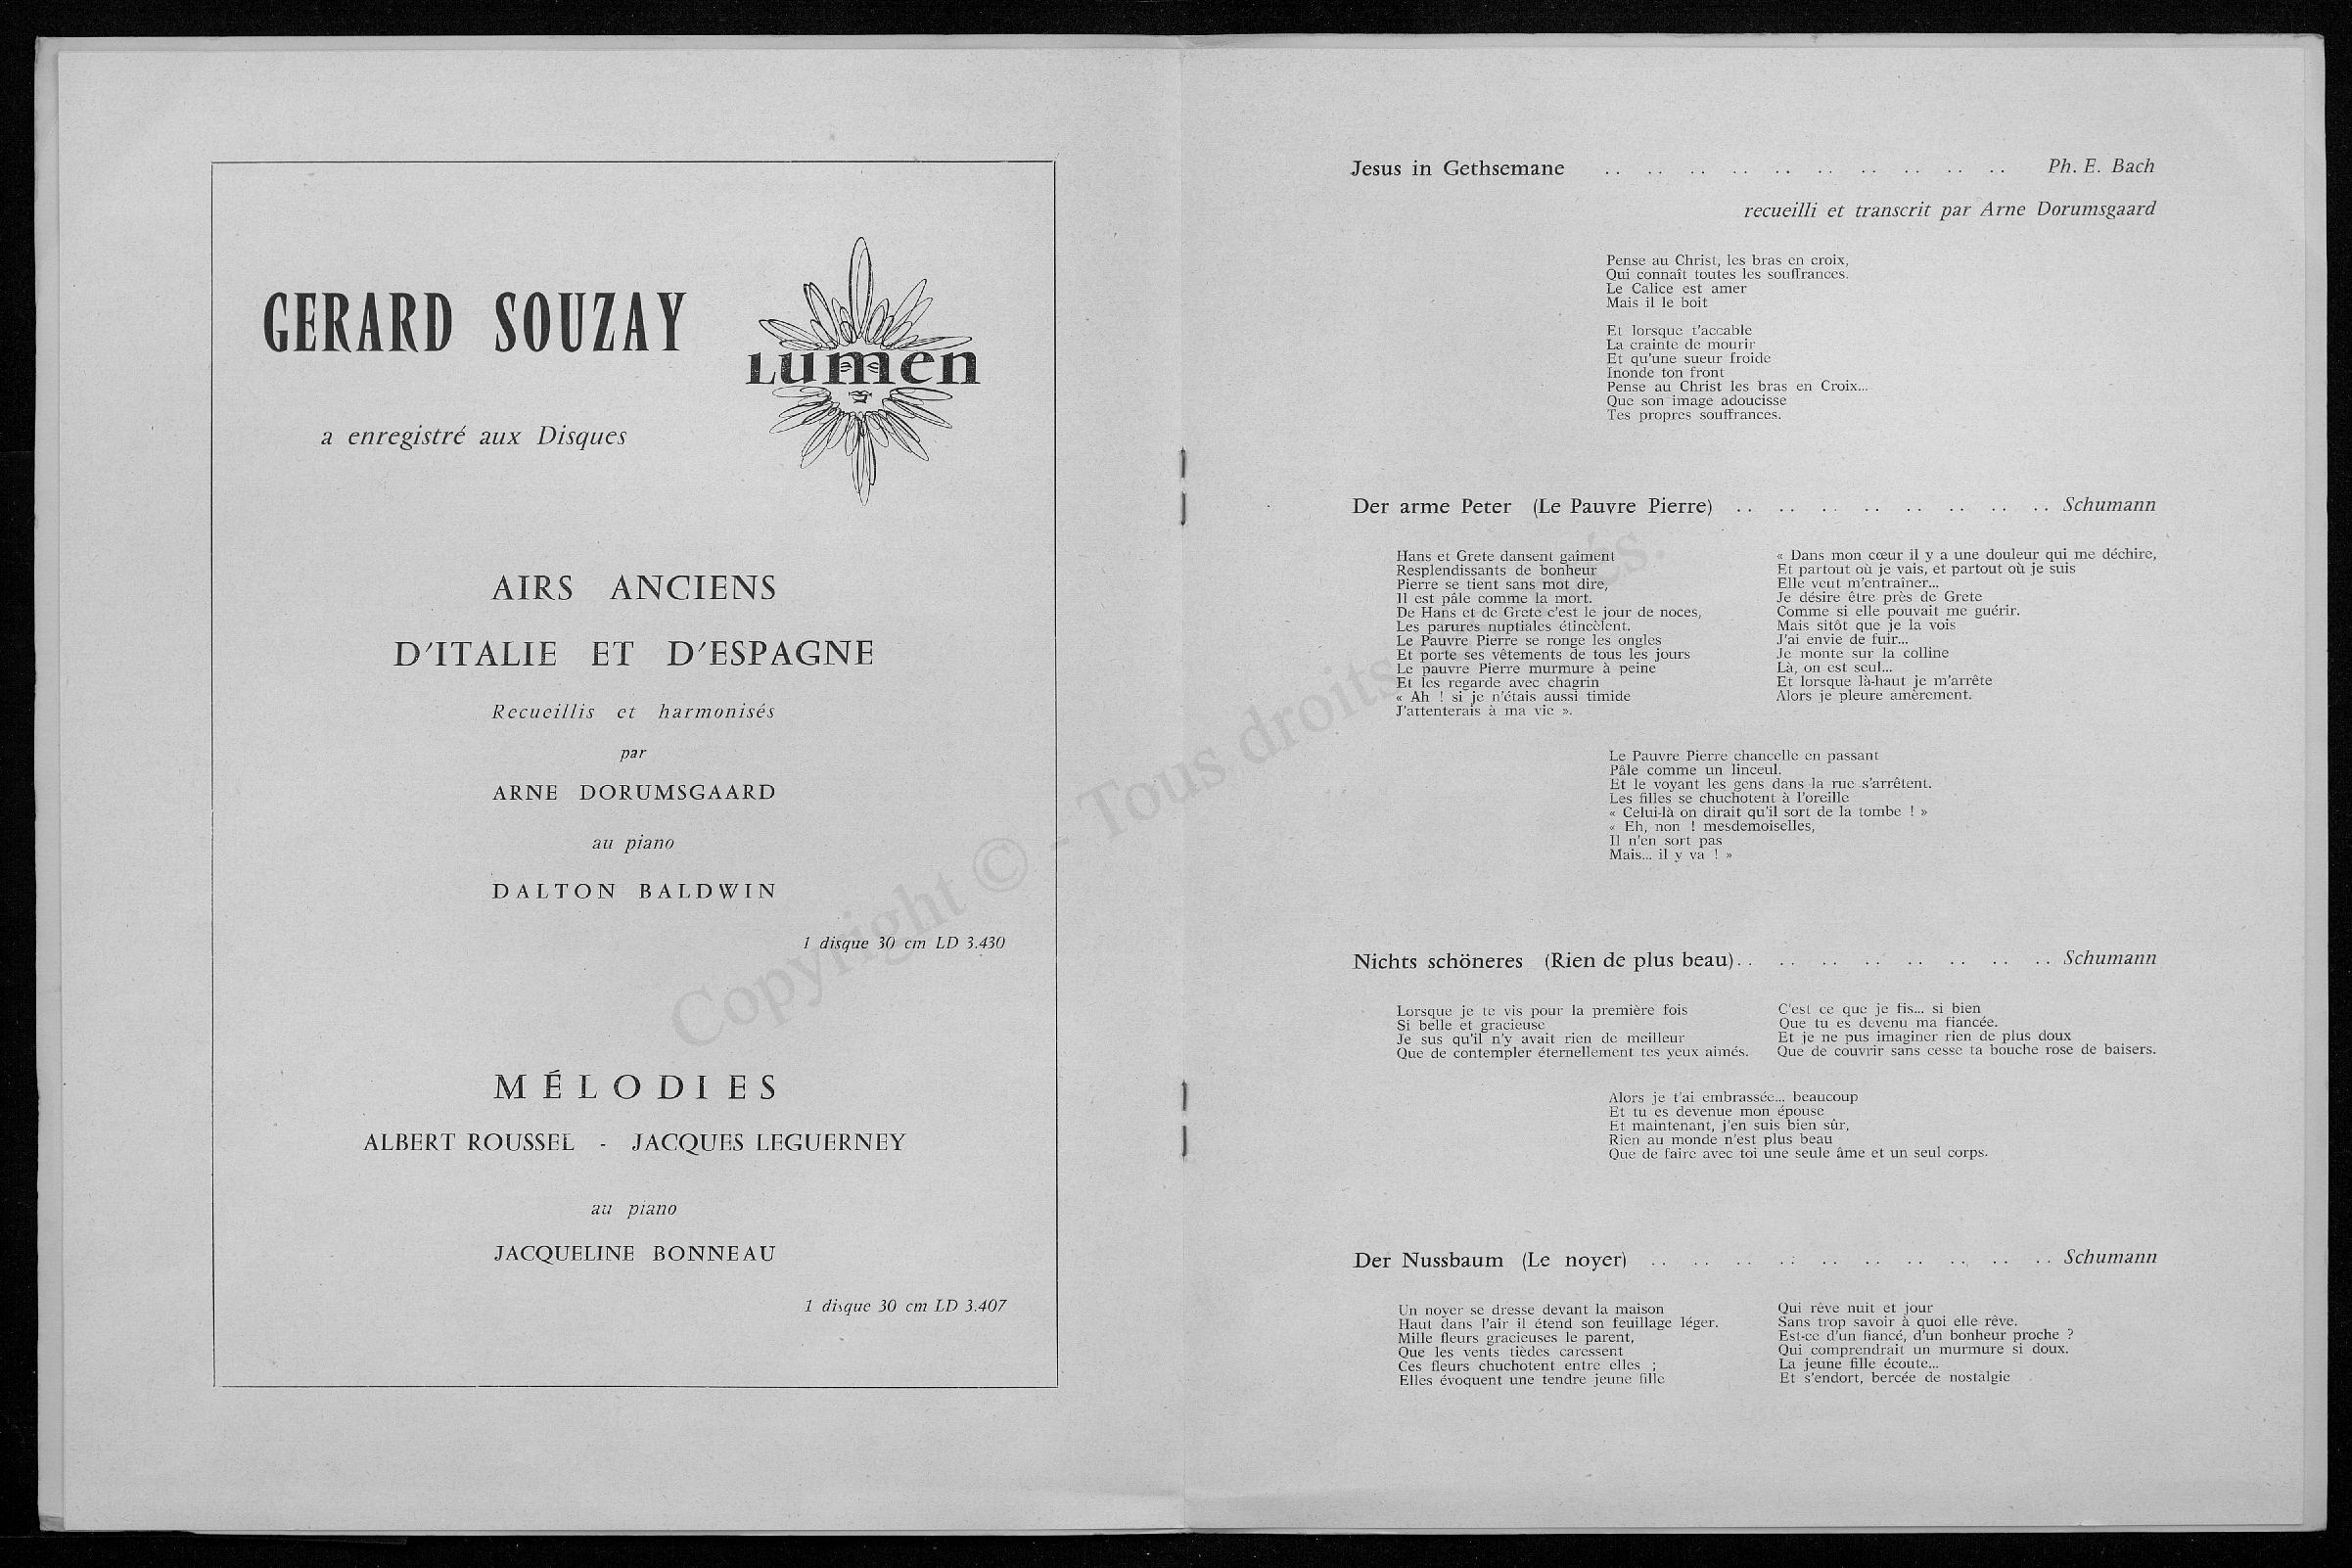 GERARD SOUZAY
Lumen
a enregistré aux Disques
AIRS ANCIENS
D'ITALIE ET D'ESPAGNE
Recueillis et harmonisés
par
ARNE DORUMSGAARD
au piano
DALTON BALDWIN
1 disque 30 cm LD 3.430
MÉLODIES
ALBERT ROUSSEL - JACQUES LEGUERNEY
au piano
JACQUELINE BONNEAU
1 disque 30 cm LD 3.407
Jesus in Gethsemane .. .. .. .. .. .. .. .. .. .. Ph. E. Bach
recueilli et transcrit par Arne Dorumsgaard
Pense au Christ, les bras en croix,
Qui connaît toutes les souffrances.
Le Calice est amer
Mais il le boit
Et lorsque t'accable
La crainte de mourir
Et qu'une sueur froide
Inonde ton front
Pense au Christ les bras en Croix...
Que son image adoucisse
Tes propres souffrances.
Der arme Peter (Le Pauvre Pierre) .. .. .. .. .. .. .. .. Schumann
Hans et Grete dansent gaîment
Resplendissants de bonheur
Pierre se tient sans mot dire,
Il est pâle comme la mort.
De Hans et de Grete c'est le jour de noces,
Les parures nuptiales étincèlent.
Le Pauvre Pierre se ronge les ongles
Et porte ses vêtements de tous les jours
Le pauvre Pierre murmure à peine
Et les regarde avec chagrin
« Ah ! si je n'étais aussi timide
J'attenterais à ma vie ».
« Dans mon cœur il y a une douleur qui me déchire,
Et partout où je vais, et partout où je suis
Elle veut m'entraîner...
Je désire être près de Grete
Comme si elle pouvait me guérir.
Mais sitôt que je la vois
J'ai envie de fuir...
Je monte sur la colline
Là, on est seul...
Et lorsque là-haut je m'arrête
Alors je pleure amèrement.
Le Pauvre Pierre chancelle en passant
Pâle comme un linceul.
Et le voyant les gens dans la rue s'arrêtent.
Les filles se chuchotent à l'oreille
« Celui-là on dirait qu'il sort de la tombe ! »
« Eh, non ! mesdemoiselles,
Il n'en sort pas
Mais... il y va ! »
Nichts schöneres (Rien de plus beau) .. .. .. .. .. .. .. .. Schumann
Lorsque je te vis pour la première fois
Si belle et gracieuse
Je sus qu'il n'y avait rien de meilleur
Que de contempler éternellement tes yeux aimés.
C'est ce que je fis... si bien
Que tu es devenu ma fiancée.
Et je ne pus imaginer rien de plus doux
Que de couvrir sans cesse ta bouche rose de baisers.
Alors je t'ai embrassée... beaucoup
Et tu es devenue mon épouse
Et maintenant, j'en suis bien sûr,
Rien au monde n'est plus beau
Que de faire avec toi une seule âme et un seul corps.
Der Nussbaum (Le noyer) .. .. .. .. .. .. .. .. .. .. Schumann
Un noyer se dresse devant la maison
Haut dans l'air il étend son feuillage léger.
Mille fleurs gracieuses le parent,
Que les vents tièdes caressent
Ces fleurs chuchotent entre elles ;
Elles évoquent une tendre jeune fille
Qui rêve nuit et jour
Sans trop savoir à quoi elle rêve.
Est-ce d'un fiancé, d'un bonheur proche ?
Qui comprendrait un murmure si doux.
La jeune fille écoute...
Et s'endort, bercée de nostalgie
Copyright © - Tous droits